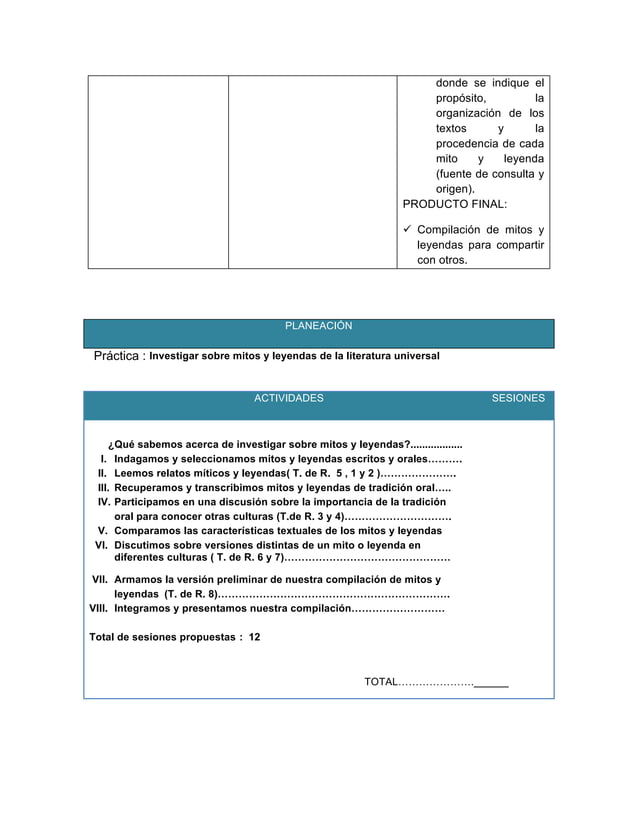 donde se indique el
propósito, la
organización de los
textos y la
procedencia de cada
mito y leyenda
(fuente de consulta y
origen).
PRODUCTO FINAL:
✓ Compilación de mitos y
leyendas para compartir
con otros.
PLANEACIÓN
Práctica : Investigar sobre mitos y leyendas de la literatura universal
ACTIVIDADES SESIONES
¿Qué sabemos acerca de investigar sobre mitos y leyendas?..................
I. Indagamos y seleccionamos mitos y leyendas escritos y orales……….
II. Leemos relatos míticos y leyendas( T. de R. 5 , 1 y 2 )………………….
III. Recuperamos y transcribimos mitos y leyendas de tradición oral…..
IV. Participamos en una discusión sobre la importancia de la tradición
oral para conocer otras culturas (T.de R. 3 y 4)………………………….
V. Comparamos las características textuales de los mitos y leyendas
VI. Discutimos sobre versiones distintas de un mito o leyenda en
diferentes culturas ( T. de R. 6 y 7)…………………………………………
VII. Armamos la versión preliminar de nuestra compilación de mitos y
leyendas (T. de R. 8)………………………………………………………….
VIII. Integramos y presentamos nuestra compilación………………………
Total de sesiones propuestas : 12
TOTAL………………….______